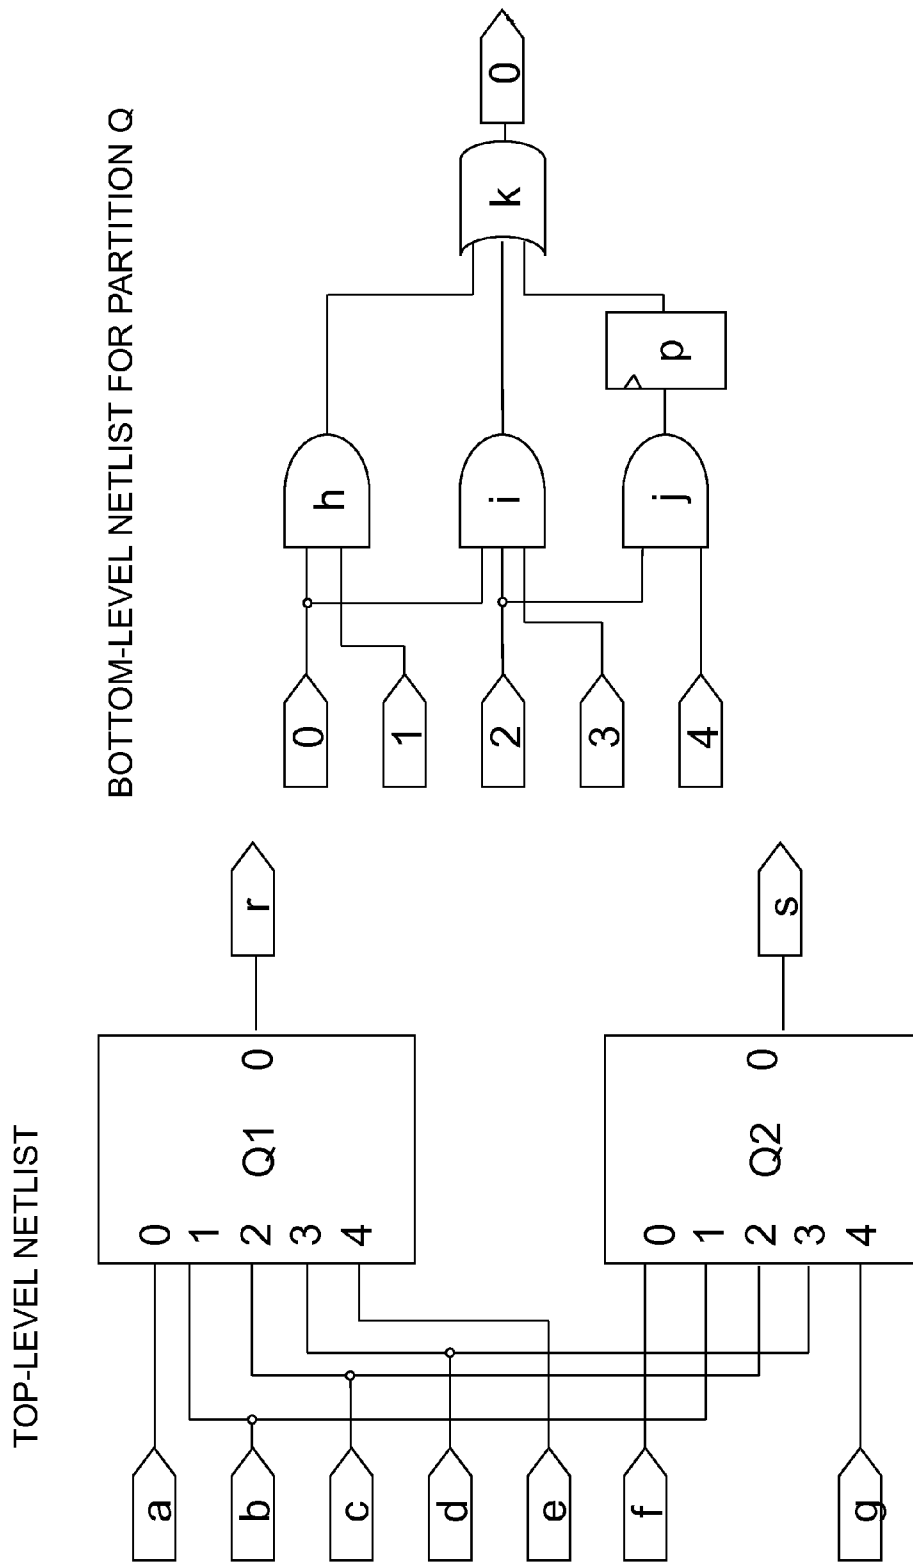 TOP-LEVEL NETLIST
a
b
c
d
e
f
g
0
1
2
3
4
Q1
0
r
0
1
2
3
4
Q2
0
s
BOTTOM-LEVEL NETLIST FOR PARTITION Q
0
1
2
3
4
h
i
j
p
k
0